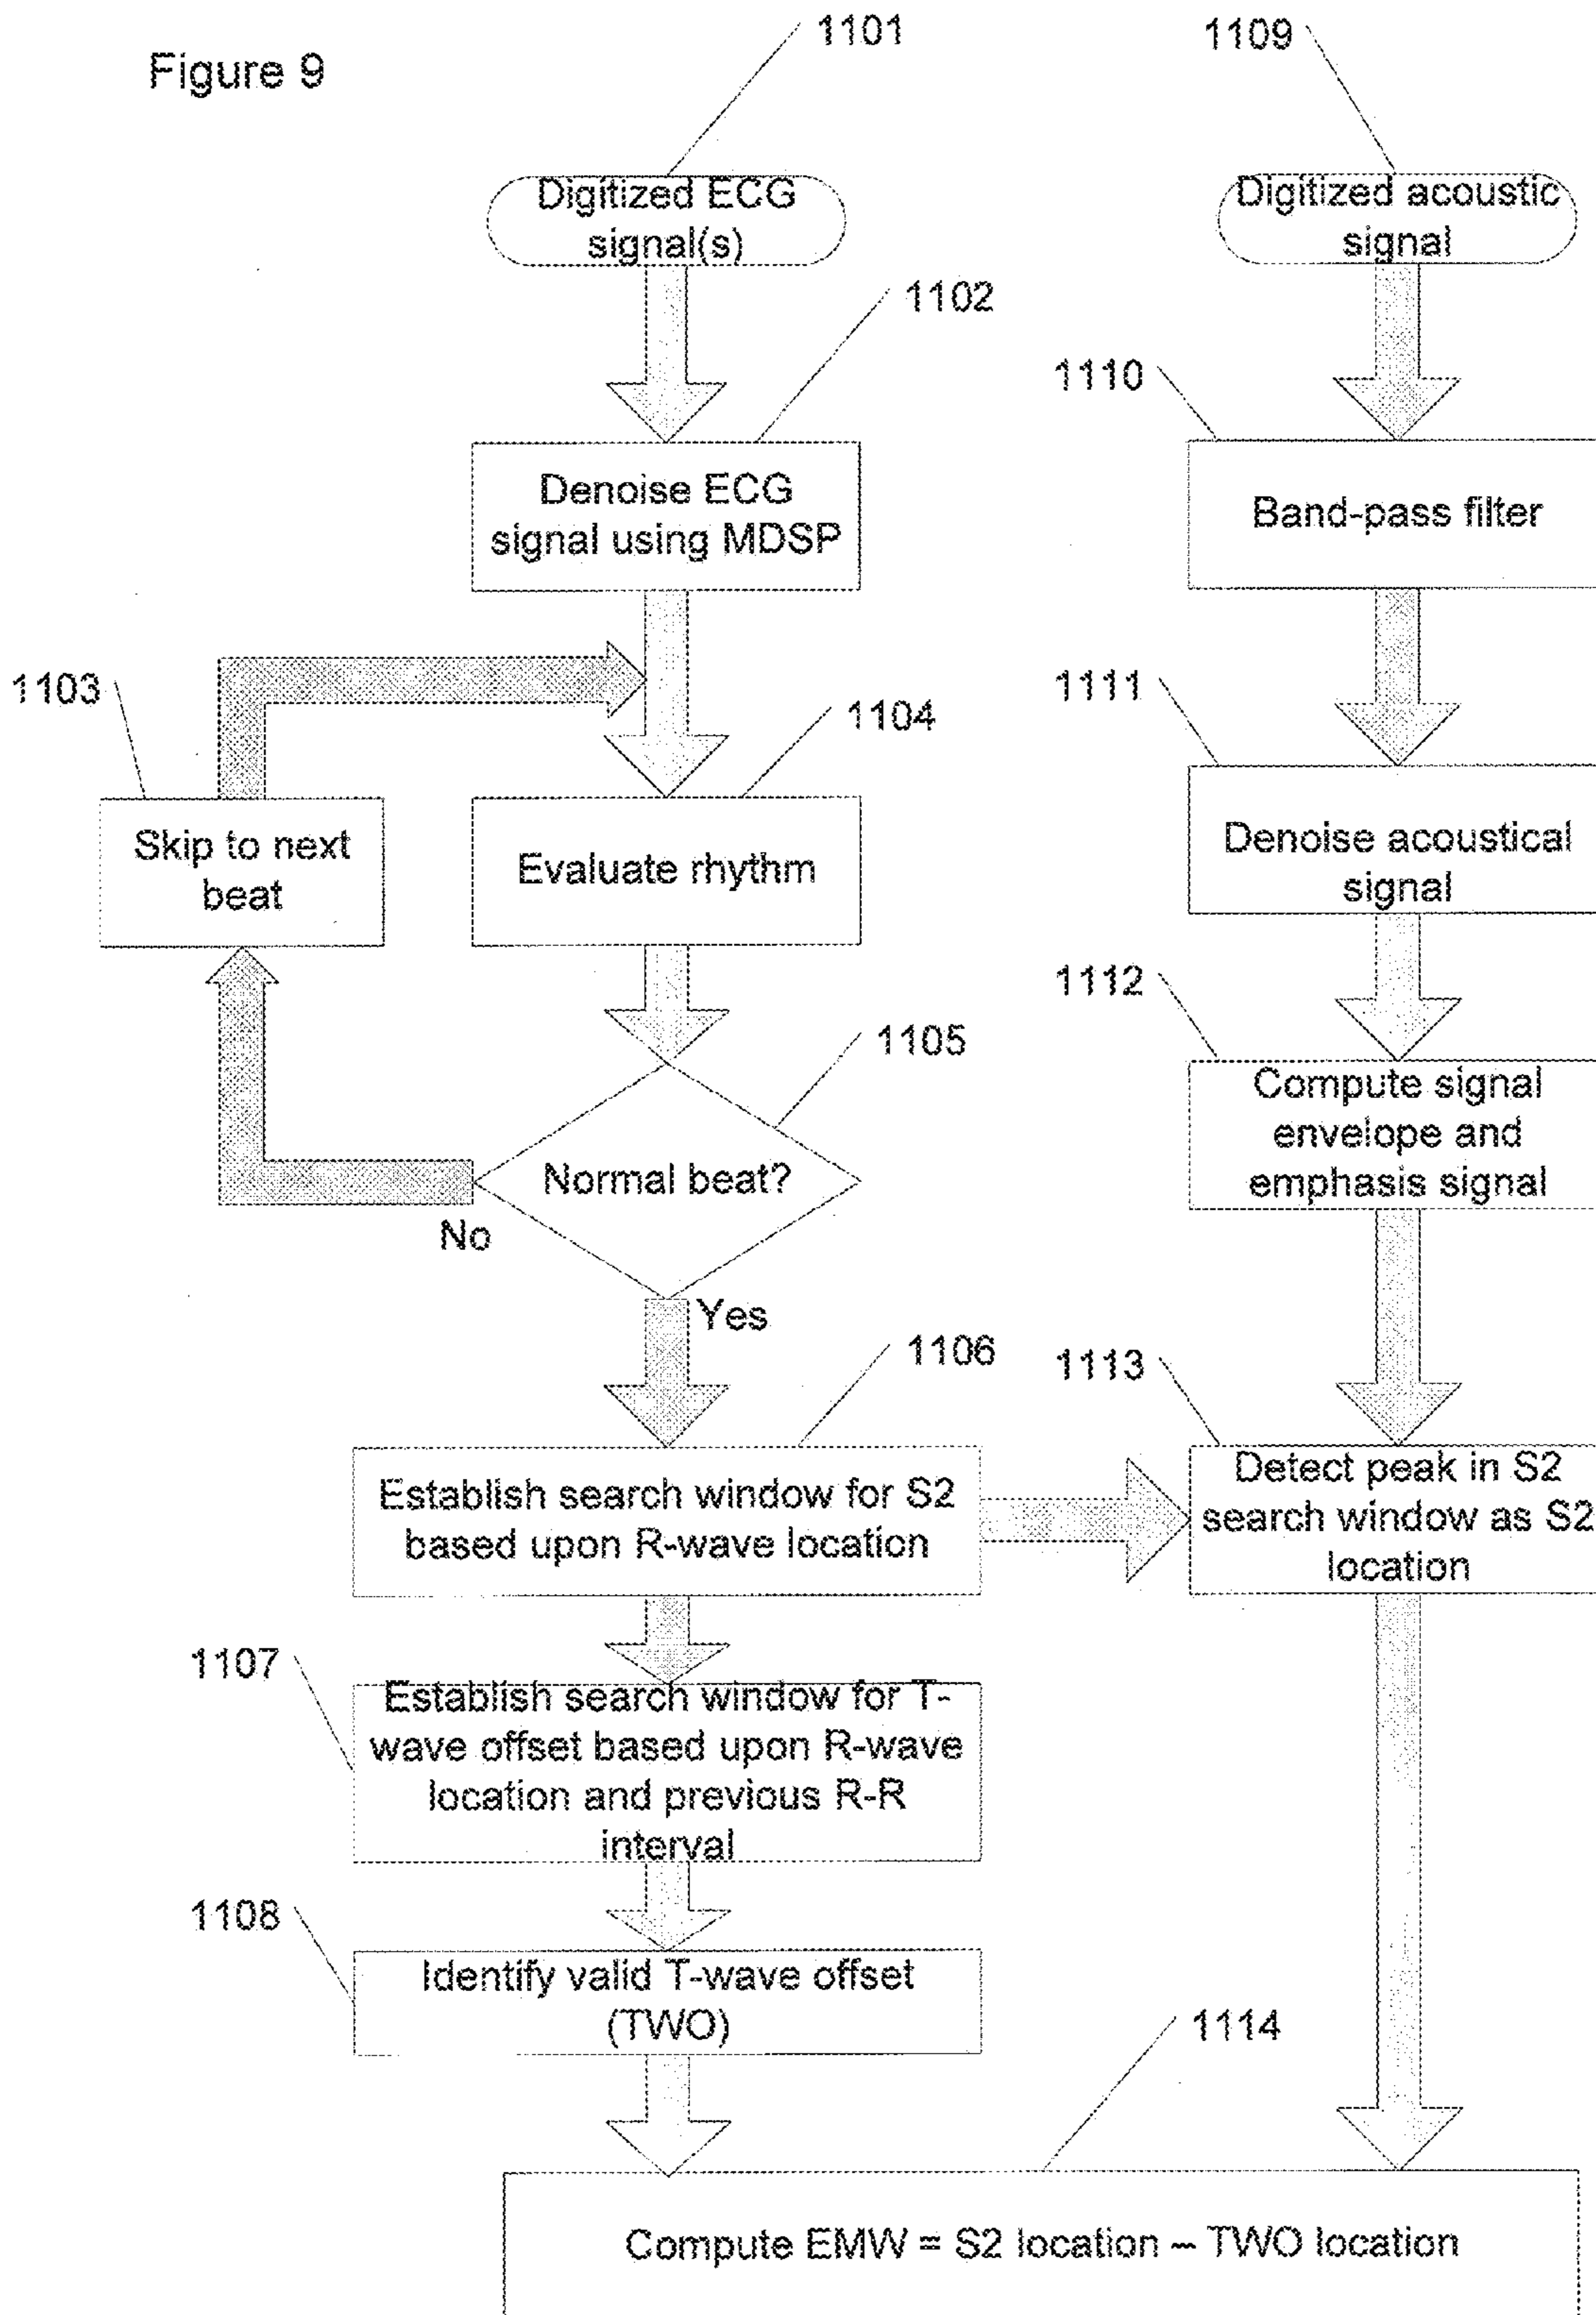 Figure 9
1101
1109
Digitized ECG
signal(s)
Digitized acoustic
signal
1102
1110
Denoise ECG
signal using MDSP
Band-pass filter
1103
1104
1111
Skip to next
beat
Evaluate rhythm
Denoise acoustical
signal
1105
1112
Normal beat?
Compute signal
envelope and
emphasis signal
No
Yes
1106
1113
Establish search window for S2
based upon R-wave location
Detect peak in S2
search window as S2
location
1107
Establish search window for T-
wave offset based upon R-wave
location and previous R-R
interval
1108
Identify valid T-wave offset
(TWO)
1114
Compute EMW = S2 location – TWO location